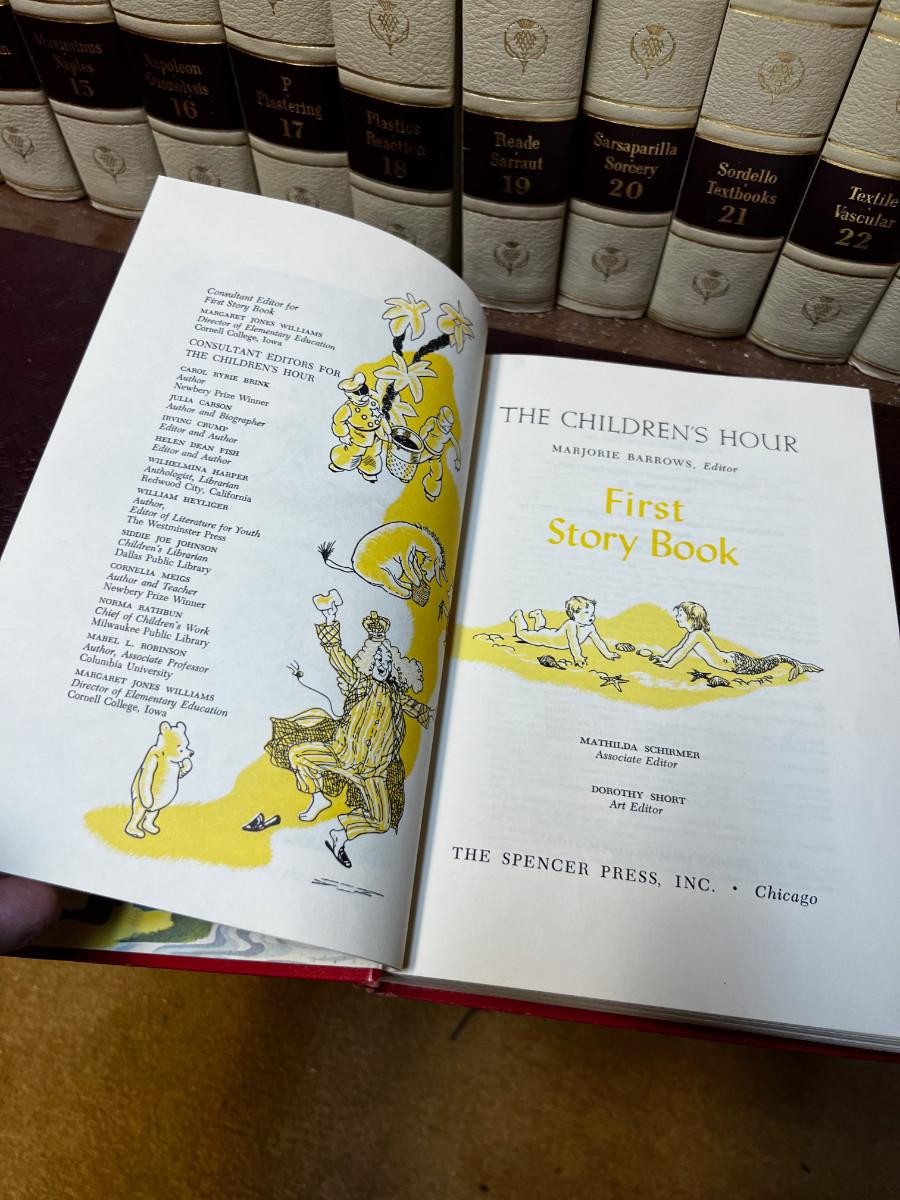 Maximinus
Naples
15
Napoleon
Ozonolysis
16
P
Plastering
17
Plastics
Reaction
18
Reade
Sarraut
19
Sarsaparilla
Sorcery
20
Sordello
Textbooks
21
Textile
Vascular
22
Consultant Editor for
First Story Book
MARGARET JONES WILLIAMS
Director of Elementary Education
Cornell College, Iowa
CONSULTANT EDITORS FOR
THE CHILDREN'S HOUR
CAROL BYRIE BRINK
Author
Newbery Prize Winner
JULIA CARSON
Author and Biographer
IRVING CRUMP
Editor and Author
HELEN DEAN FISH
Editor and Author
WILHELMINA HARPER
Anthologist, Librarian
Redwood City, California
WILLIAM HEYLIGER
Author,
Editor of Literature for Youth
The Westminster Press
SIDDIE JOE JOHNSON
Children's Librarian
Dallas Public Library
CORNELIA MEIGS
Author and Teacher
Newbery Prize Winner
NORMA RATHBUN
Chief of Children's Work
Milwaukee Public Library
MABEL L. ROBINSON
Author, Associate Professor
Columbia University
MARGARET JONES WILLIAMS
Director of Elementary Education
Cornell College, Iowa
THE CHILDREN'S HOUR
MARJORIE BARROWS, Editor
First
Story Book
MATHILDA SCHIRMER
Associate Editor
DOROTHY SHORT
Art Editor
THE SPENCER PRESS, INC. • Chicago